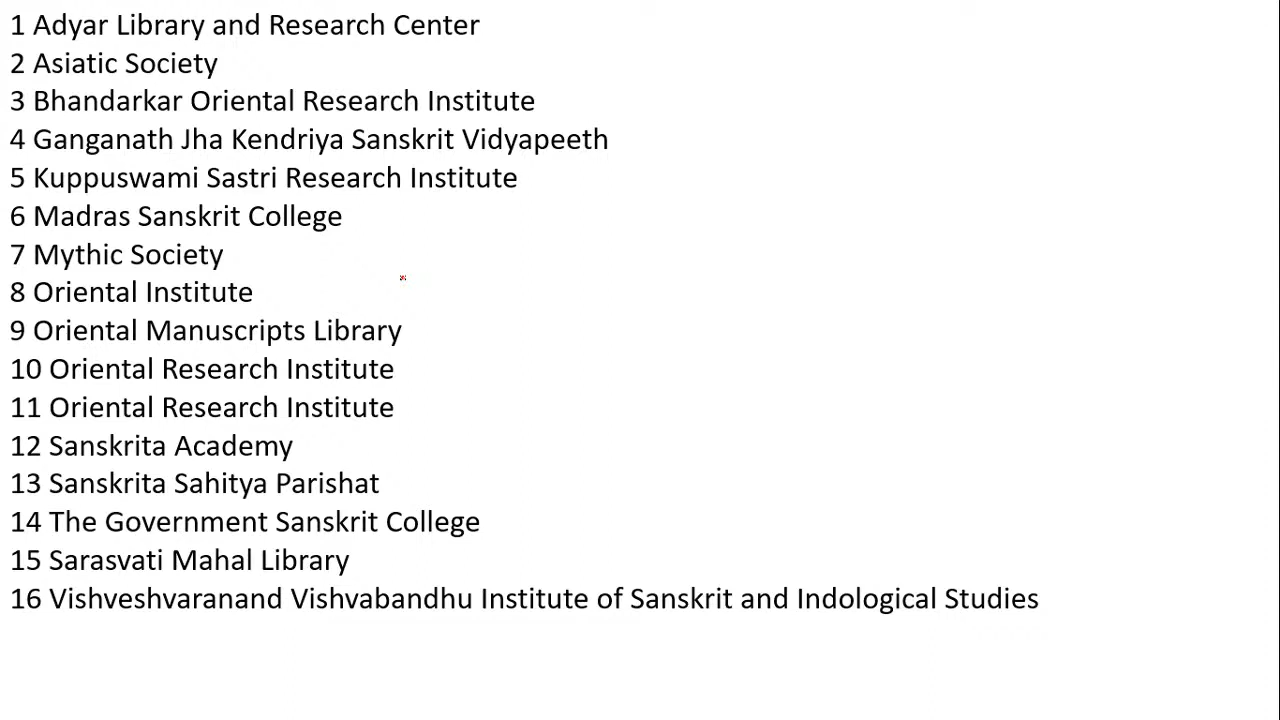 1 Adyar Library and Research Center
2 Asiatic Society
3 Bhandarkar Oriental Research Institute
4 Ganganath Jha Kendriya Sanskrit Vidyapeeth
5 Kuppuswami Sastri Research Institute
6 Madras Sanskrit College
7 Mythic Society
8 Oriental Institute
9 Oriental Manuscripts Library
10 Oriental Research Institute
11 Oriental Research Institute
12 Sanskrita Academy
13 Sanskrita Sahitya Parishat
14 The Government Sanskrit College
15 Sarasvati Mahal Library
16 Vishveshvaranand Vishvabandhu Institute of Sanskrit and Indological Studies